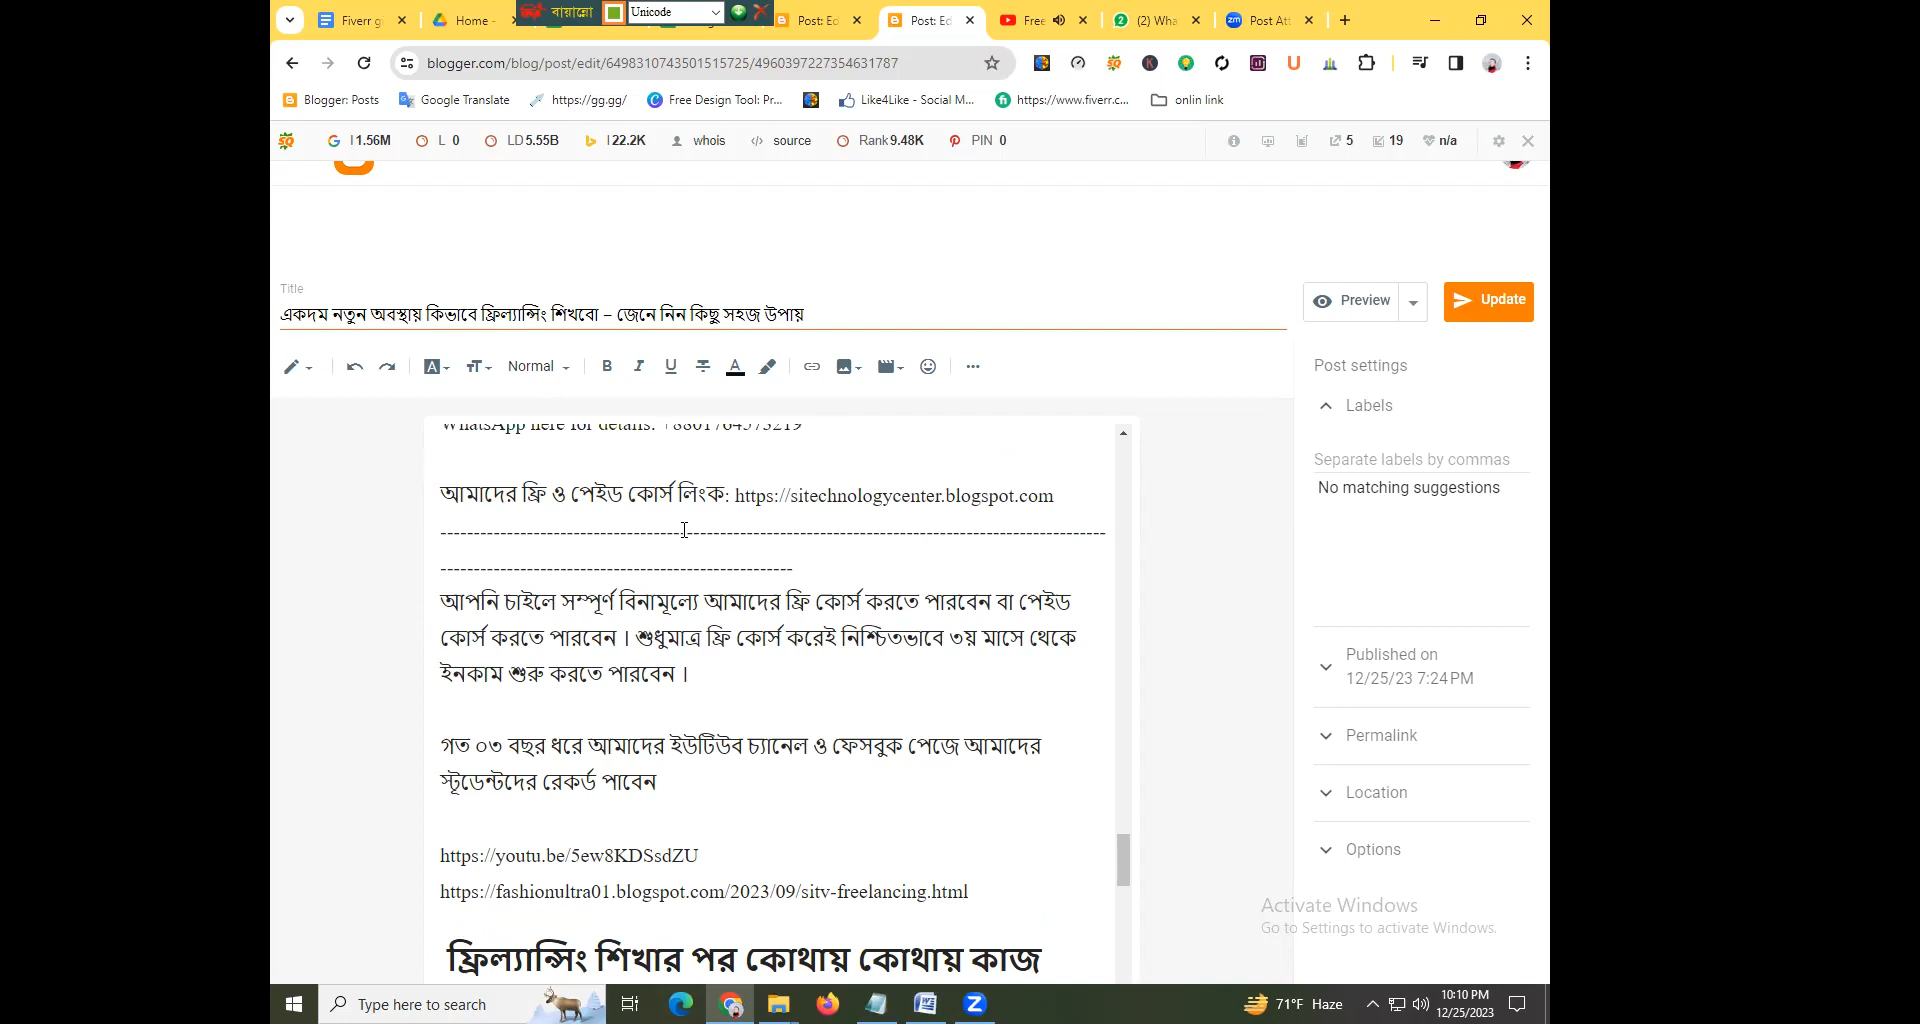 Fiverr gi
Home -
বায়ান্নো
Unicode
Post: Ed
Post: Ed
Free
(2) Wha
Post Att
blogger.com/blog/post/edit/6498310743501515725/4960397227354631787
Blogger: Posts
Google Translate
https://gg.gg/
Free Design Tool: Pr...
Like4Like - Social M...
https://www.fiverr.c...
onlin link
I 1.56M
L 0
LD 5.55B
I 22.2K
whois
source
Rank 9.48K
PIN 0
5
19
n/a
Title
একদম নতুন অবস্থায় কিভাবে ফ্রিল্যান্সিং শিখবো – জেনে নিন কিছু সহজ উপায়
Preview
Update
Normal
Post settings
Labels
Separate labels by commas
No matching suggestions
WhatsApp here for details: +8801764573219
আমাদের ফ্রি ও পেইড কোর্স লিংক: https://sitechnologycenter.blogspot.com
আপনি চাইলে সম্পূর্ণ বিনামূল্যে আমাদের ফ্রি কোর্স করতে পারবেন বা পেইড
কোর্স করতে পারবেন । শুধুমাত্র ফ্রি কোর্স করেই নিশ্চিতভাবে ৩য় মাসে থেকে
ইনকাম শুরু করতে পারবেন ।
গত ০৩ বছর ধরে আমাদের ইউটিউব চ্যানেল ও ফেসবুক পেজে আমাদের
স্টূডেন্টদের রেকর্ড পাবেন
https://youtu.be/5ew8KDSsdZU
https://fashionultra01.blogspot.com/2023/09/sitv-freelancing.html
ফ্রিল্যান্সিং শিখার পর কোথায় কোথায় কাজ
Published on
12/25/23 7:24 PM
Permalink
Location
Options
Activate Windows
Go to Settings to activate Windows.
Type here to search
71°F Haze
10:10 PM
12/25/2023